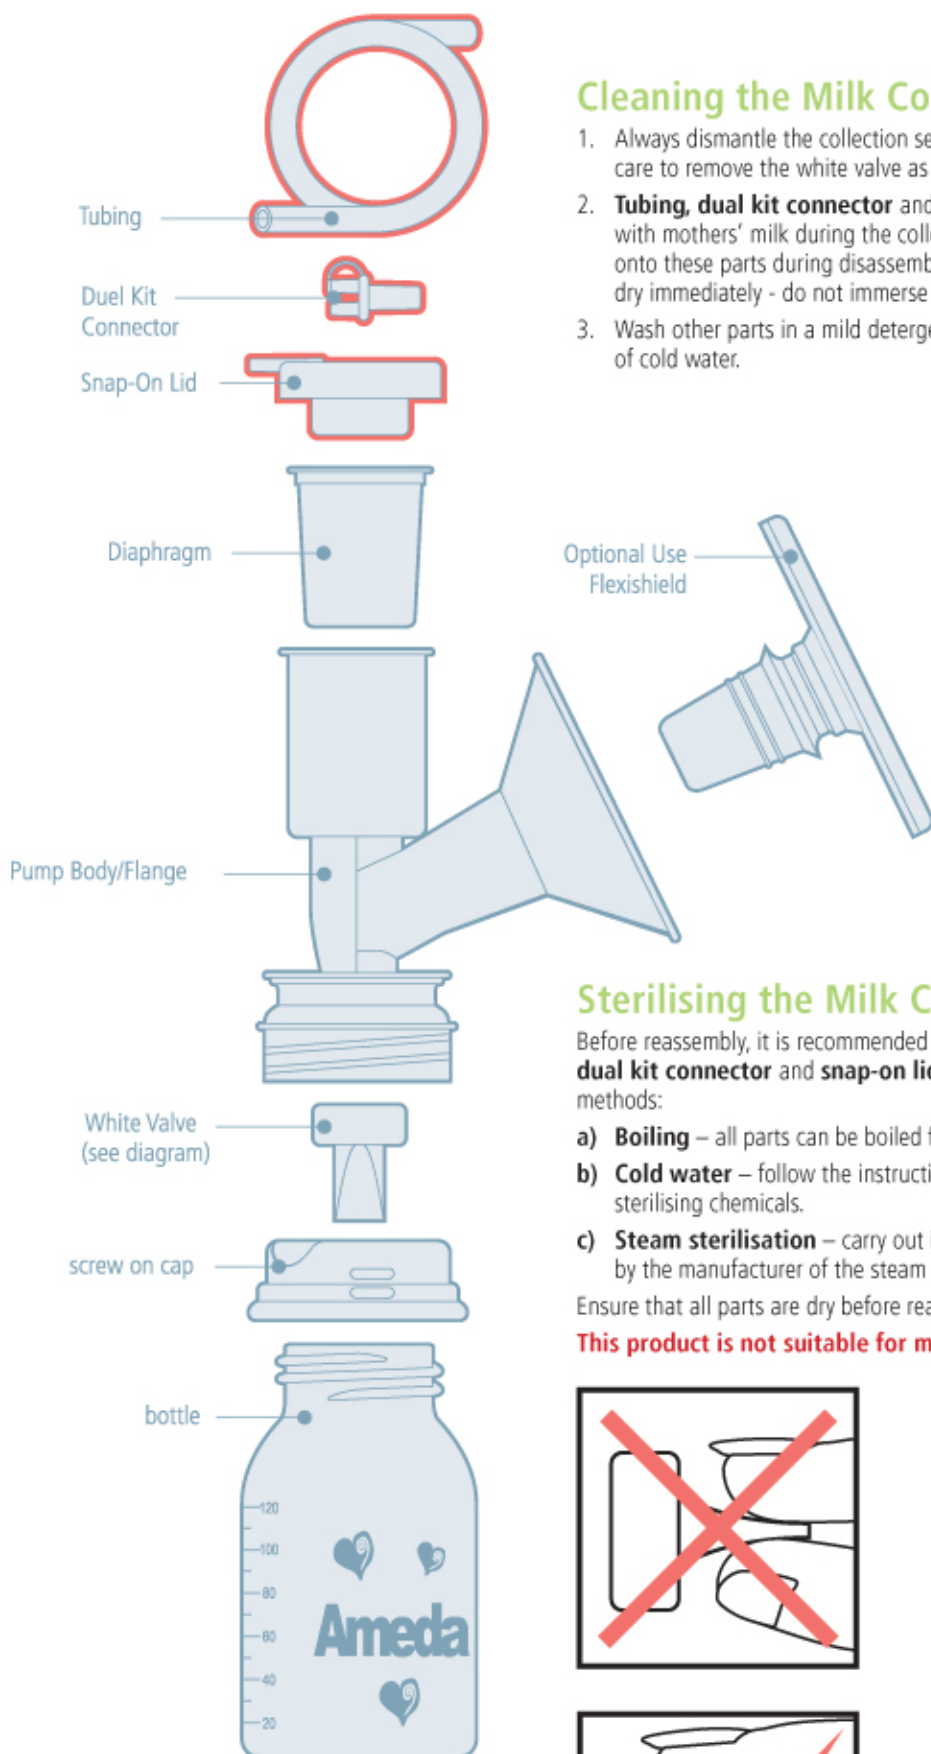 Tubing
Duel Kit
Connector
Snap-On Lid
Diaphragm
Pump Body/Flange
White Valve
(see diagram)
screw on cap
bottle
120
100
80
60
40
20
Ameda
Optional Use
Flexishield
Cleaning the Milk Co
1. Always dismantle the collection se
care to remove the white valve as
2. Tubing, dual kit connector and
with mothers’ milk during the colle
onto these parts during disassemb
dry immediately - do not immerse
3. Wash other parts in a mild deterge
of cold water.
Sterilising the Milk C
Before reassembly, it is recommended
dual kit connector and snap-on lid
methods:
a) Boiling – all parts can be boiled f
b) Cold water – follow the instructi
sterilising chemicals.
c) Steam sterilisation – carry out i
by the manufacturer of the steam
Ensure that all parts are dry before rea
This product is not suitable for m